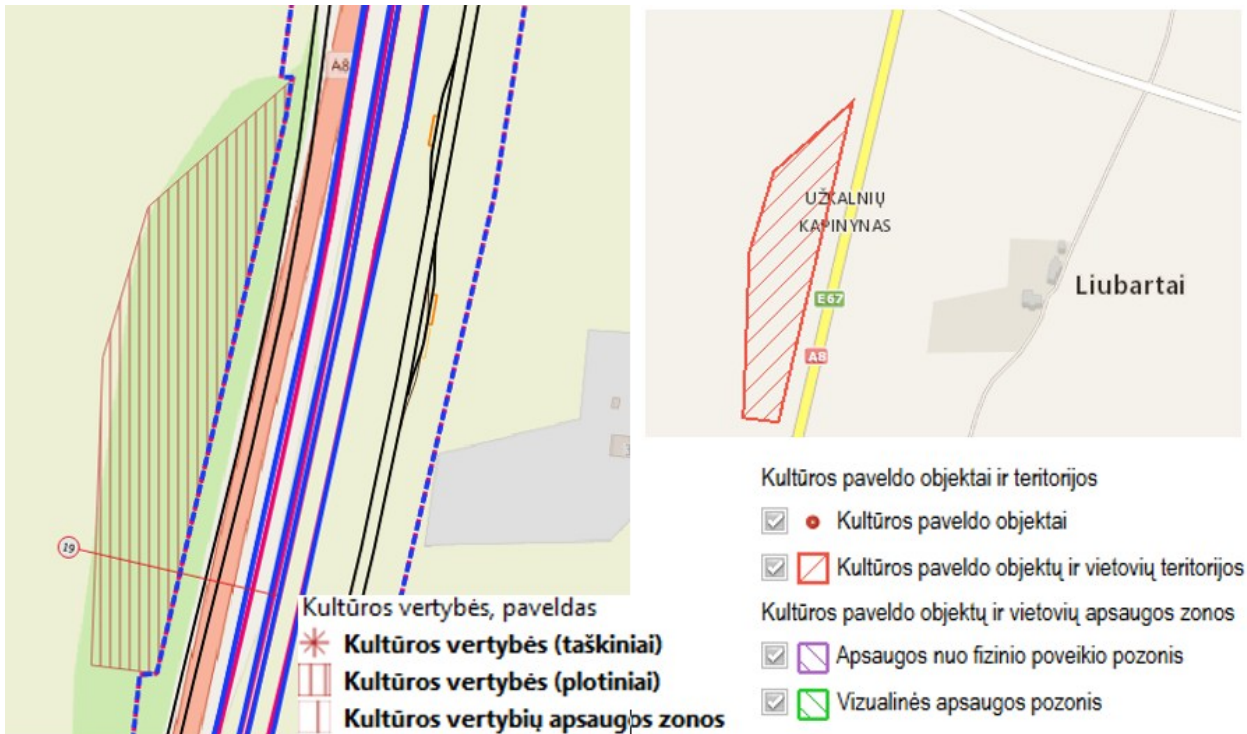 A8
19
Kultūros vertybės, paveldas
Kultūros vertybės (taškiniai)
Kultūros vertybės (plotiniai)
Kultūros vertybių apsaugos zonos
UŽKALNIŲ
KAPINYNAS
Liubartai
E67
A8
Kultūros paveldo objektai ir teritorijos
Kultūros paveldo objektai
Kultūros paveldo objektų ir vietovių teritorijos
Kultūros paveldo objektų ir vietovių apsaugos zonos
Apsaugos nuo fizinio poveikio pozonis
Vizualinės apsaugos pozonis